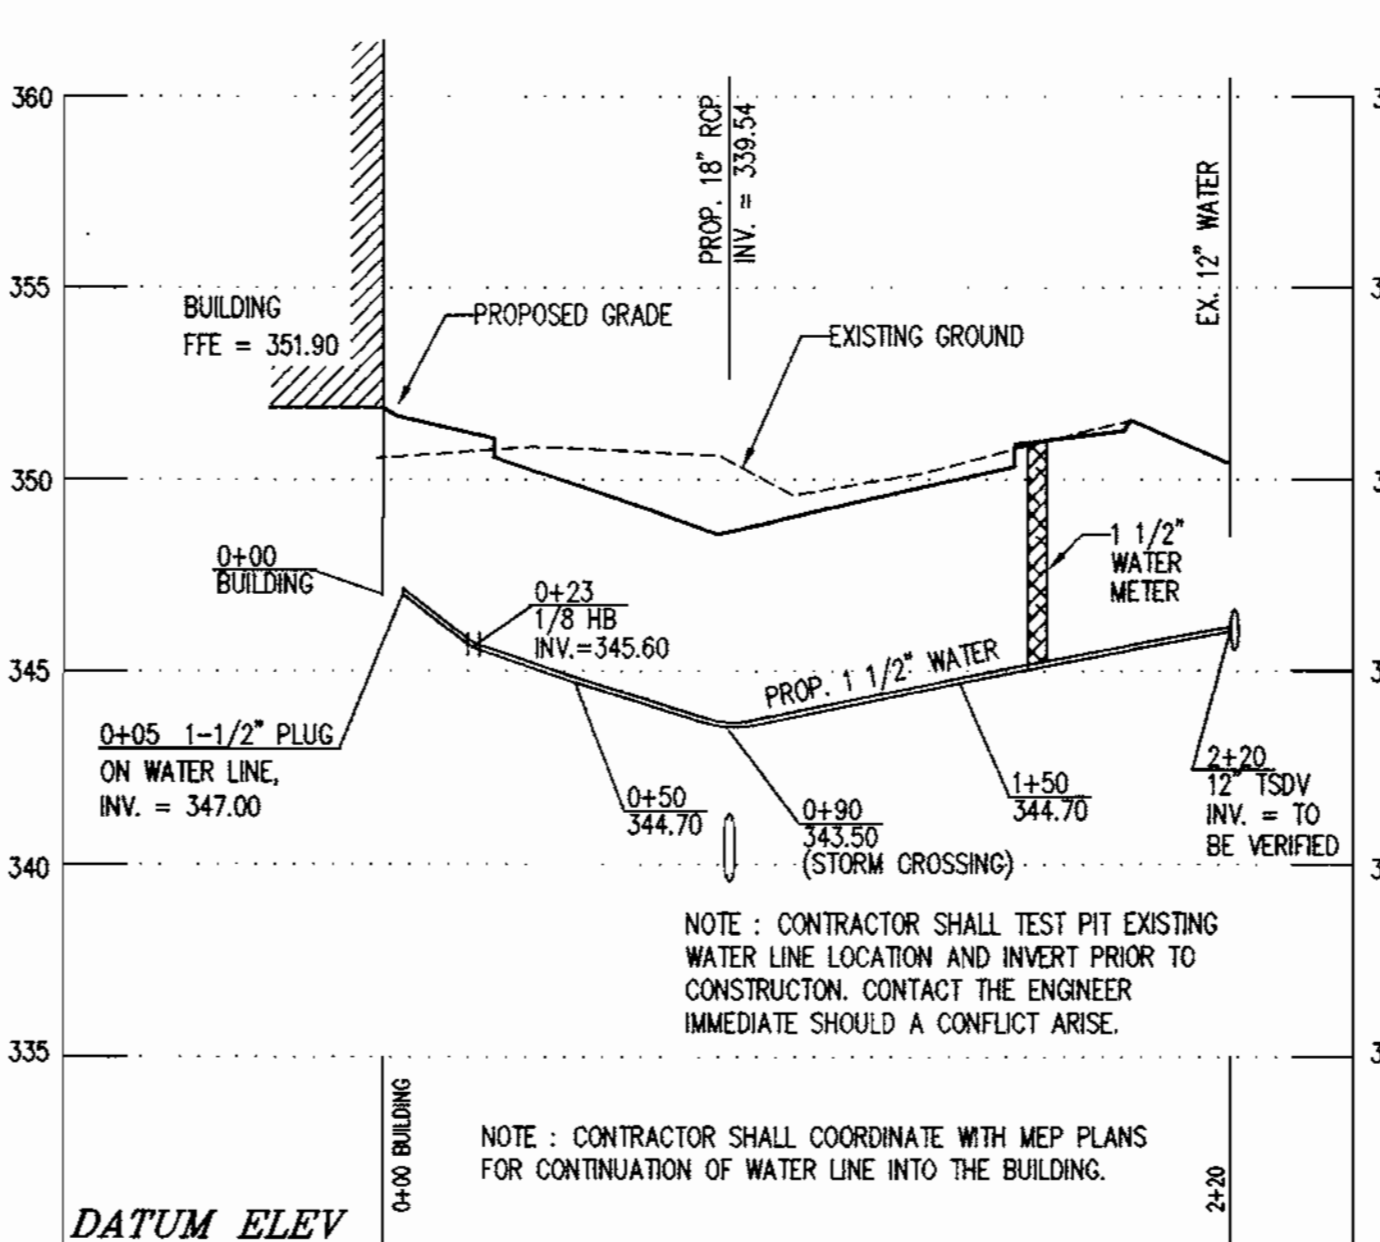 360
355
350
345
340
335
3
3
3
3
3
3
PROP. 18" RCP
INV. = 339.54
EX. 12" WATER
BUILDING
FFE = 351.90
PROPOSED GRADE
EXISTING GROUND
0+00
BUILDING
0+23
1/8 HB
INV.=345.60
1 1/2"
WATER
METER
PROP. 1 1/2" WATER
0+05 1-1/2" PLUG
ON WATER LINE,
INV. = 347.00
0+50
344.70
0+90
343.50
(STORM CROSSING)
1+50
344.70
2+20
12" TSDV
INV. = TO
BE VERIFIED
NOTE : CONTRACTOR SHALL TEST PIT EXISTING
WATER LINE LOCATION AND INVERT PRIOR TO
CONSTRUCTON. CONTACT THE ENGINEER
IMMEDIATE SHOULD A CONFLICT ARISE.
NOTE : CONTRACTOR SHALL COORDINATE WITH MEP PLANS
FOR CONTINUATION OF WATER LINE INTO THE BUILDING.
0+00 BUILDING
2+20
DATUM ELEV